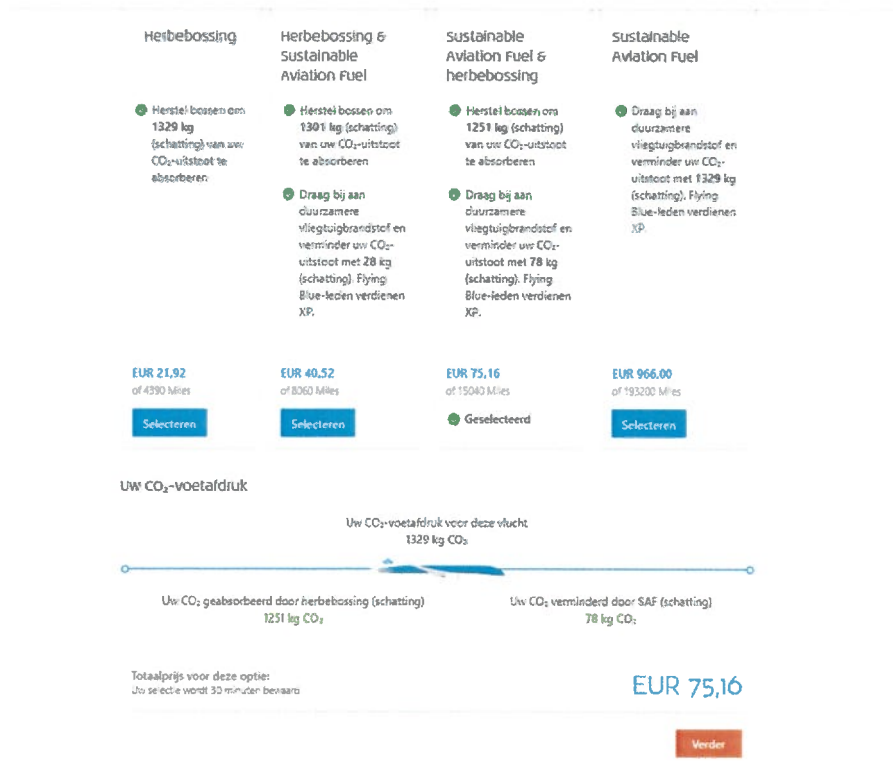 Herbebossing
Herstel bossen om
1329 kg
(schatting) van uw
CO₂-uitstoot te
absorberen
EUR 21,92
of 4390 Miles
Selecteren
Herbebossing &
Sustainable
Aviation Fuel
Herstel bossen om
1301 kg (schatting)
van uw CO₂-uitstoot
te absorberen
Draag bij aan
duurzamere
vliegtuigbrandstof en
verminder uw CO₂-
uitstoot met 28 kg
(schatting). Flying
Blue-leden verdienen
XP.
EUR 40,52
of 8060 Miles
Selecteren
Sustainable
Aviation Fuel &
herbebossing
Herstel bossen om
1251 kg (schatting)
van uw CO₂-uitstoot
te absorberen
Draag bij aan
duurzamere
vliegtuigbrandstof en
verminder uw CO₂-
uitstoot met 78 kg
(schatting). Flying
Blue-leden verdienen
XP.
EUR 75,16
of 15040 Miles
Geselecteerd
Sustainable
Aviation Fuel
Draag bij aan
duurzamere
vliegtuigbrandstof en
verminder uw CO₂-
uitstoot met 1329 kg
(schatting). Flying
Blue-leden verdienen
XP.
EUR 966,00
of 193200 Miles
Selecteren
Uw CO₂-voetafdruk
Uw CO₂-voetafdruk voor deze vlucht
1329 kg CO₂
Uw CO₂ geabsorbeerd door herbebossing (schatting)
1251 kg CO₂
Uw CO₂ verminderd door SAF (schatting)
78 kg CO₂
Totaalprijs voor deze optie:
Uw selectie wordt 30 minuten bewaard
EUR 75,16
Verder